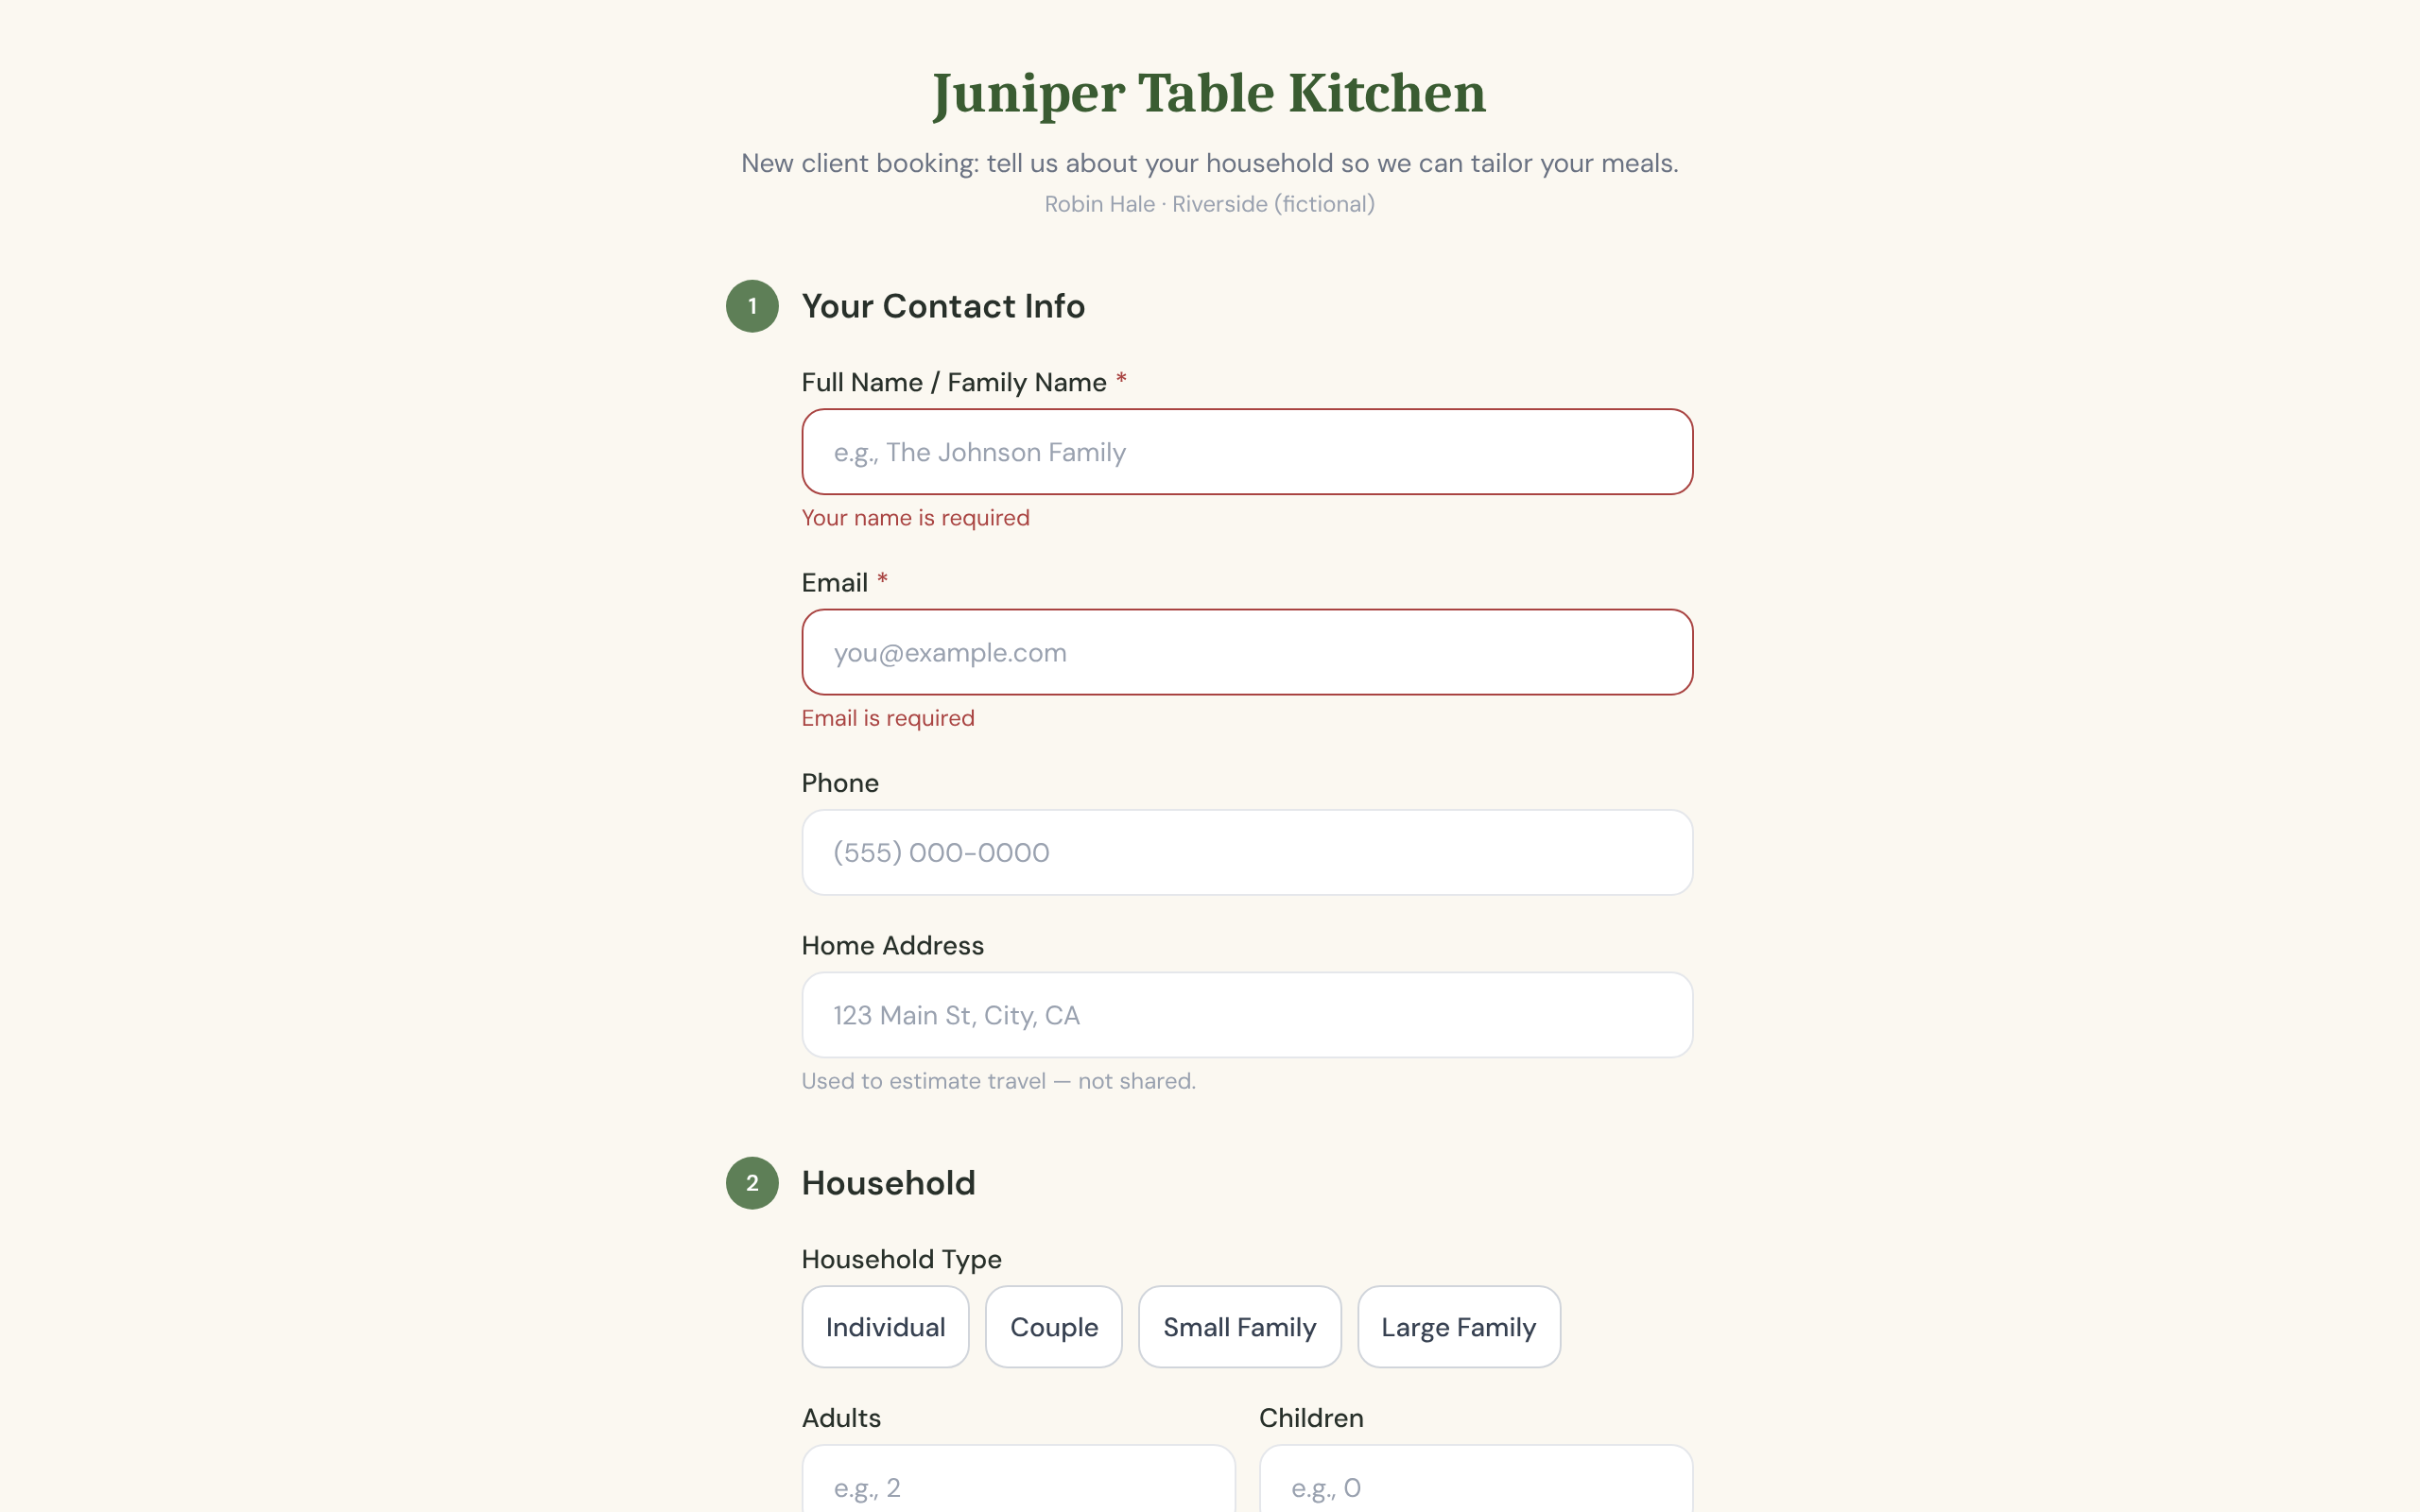 Juniper Table Kitchen
New client booking: tell us about your household so we can tailor your meals.
Robin Hale · Riverside (fictional)
1 Your Contact Info
Full Name / Family Name *
e.g., The Johnson Family
Your name is required
Email *
you@example.com
Email is required
Phone
(555) 000-0000
Home Address
123 Main St, City, CA
Used to estimate travel — not shared.
2 Household
Household Type
Individual Couple Small Family Large Family
Adults Children
e.g., 2 e.g., 0